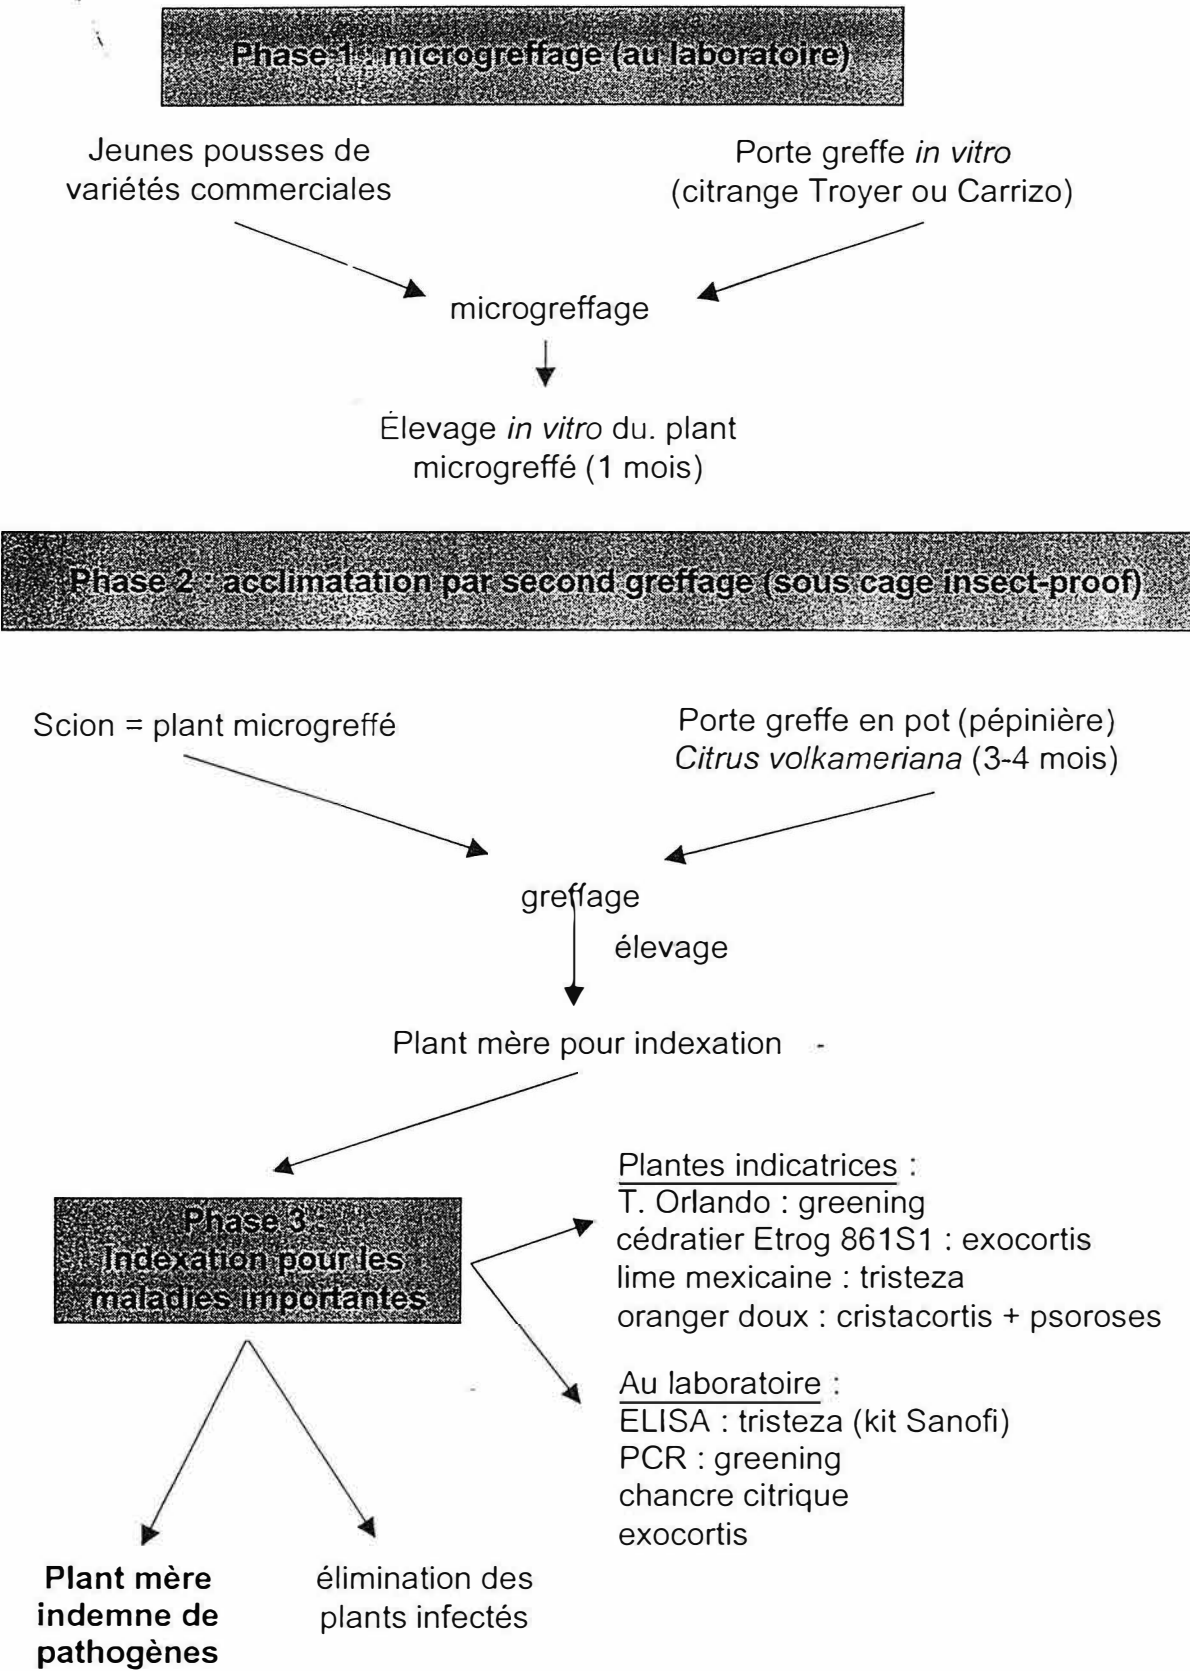 Phase 1 : microgreffage (au laboratoire)
Jeunes pousses de
variétés commerciales
Porte greffe in vitro
(citrange Troyer ou Carrizo)
microgreffage
Élevage in vitro du. plant
microgreffé (1 mois)
Phase 2 : acclimatation par second greffage (sous cage insect-proof)
Scion = plant microgreffé
Porte greffe en pot (pépinière)
Citrus volkameriana (3-4 mois)
greffage
élevage
Plant mère pour indexation
Phase 3 :
Indexation pour les
maladies importantes
Plantes indicatrices :
T. Orlando : greening
cédratier Etrog 861S1 : exocortis
lime mexicaine : tristeza
oranger doux : cristacortis + psoroses
Au laboratoire :
ELISA : tristeza (kit Sanofi)
PCR : greening
chancre citrique
exocortis
Plant mère
indemne de
pathogènes
élimination des
plants infectés